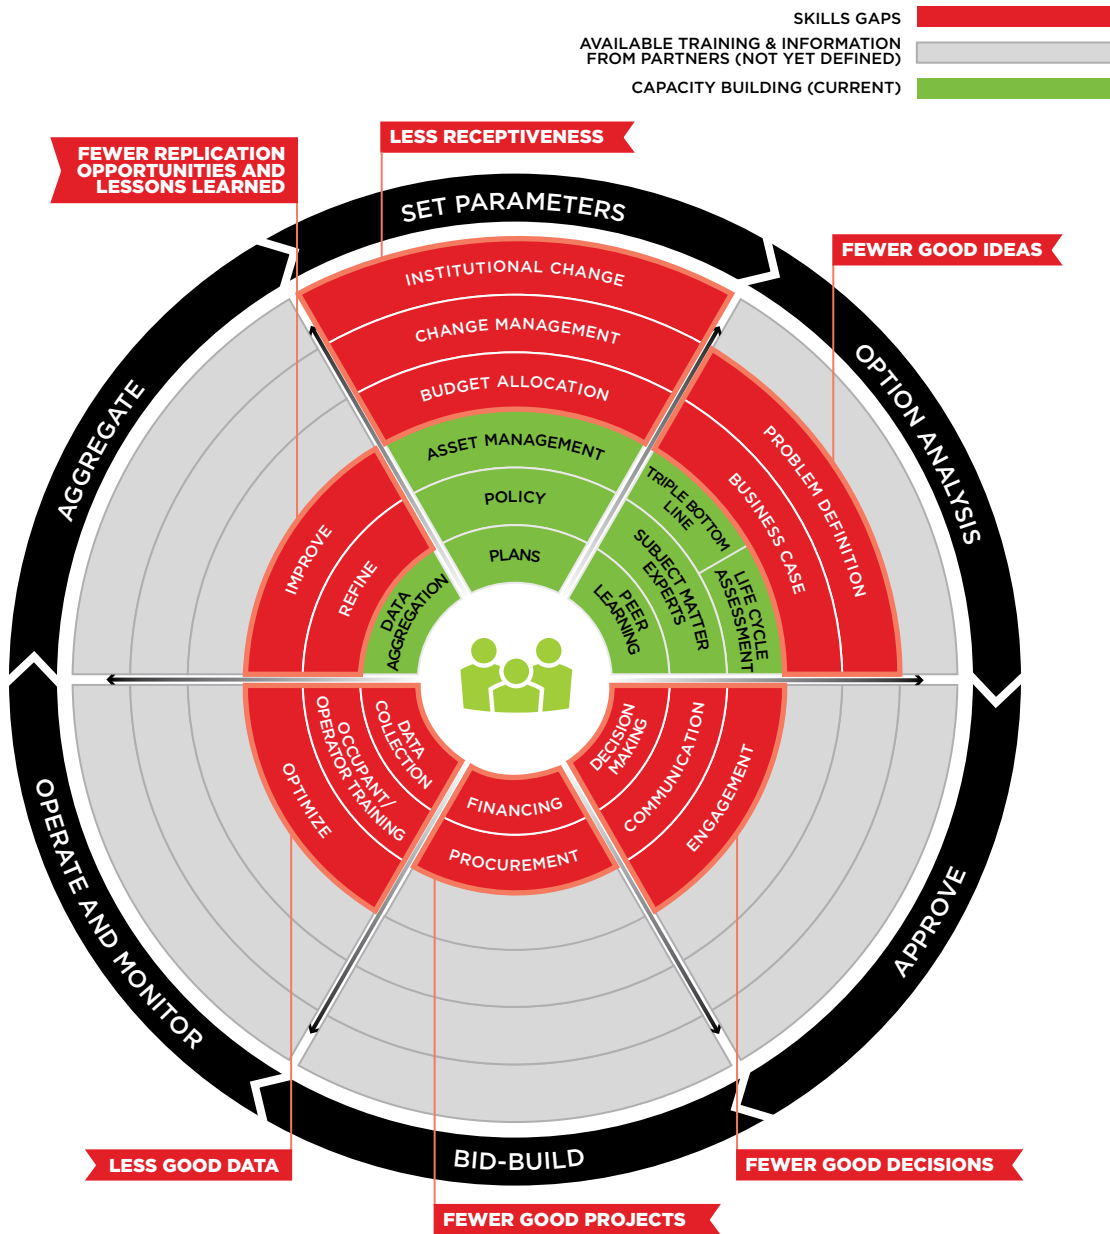 SKILLS GAPS
AVAILABLE TRAINING & INFORMATION
FROM PARTNERS (NOT YET DEFINED)
CAPACITY BUILDING (CURRENT)
LESS RECEPTIVENESS
FEWER REPLICATION
OPPORTUNITIES AND
LESSONS LEARNED
FEWER GOOD IDEAS
SET PARAMETERS
INSTITUTIONAL CHANGE
CHANGE MANAGEMENT
BUDGET ALLOCATION
ASSET MANAGEMENT
POLICY
PLANS
OPTION ANALYSIS
PROBLEM DEFINITION
BUSINESS CASE
TRIPLE BOTTOM
LINE
LIFE CYCLE
ASSESSMENT
SUBJECT MATTER
EXPERTS
PEER
LEARNING
APPROVE
DECISION
MAKING
COMMUNICATION
ENGAGEMENT
BID-BUILD
FINANCING
PROCUREMENT
OPERATE AND MONITOR
DATA
COLLECTION
OCCUPANT/
OPERATOR TRAINING
OPTIMIZE
AGGREGATE
IMPROVE
REFINE
DATA
AGGREGATION
LESS GOOD DATA
FEWER GOOD DECISIONS
FEWER GOOD PROJECTS